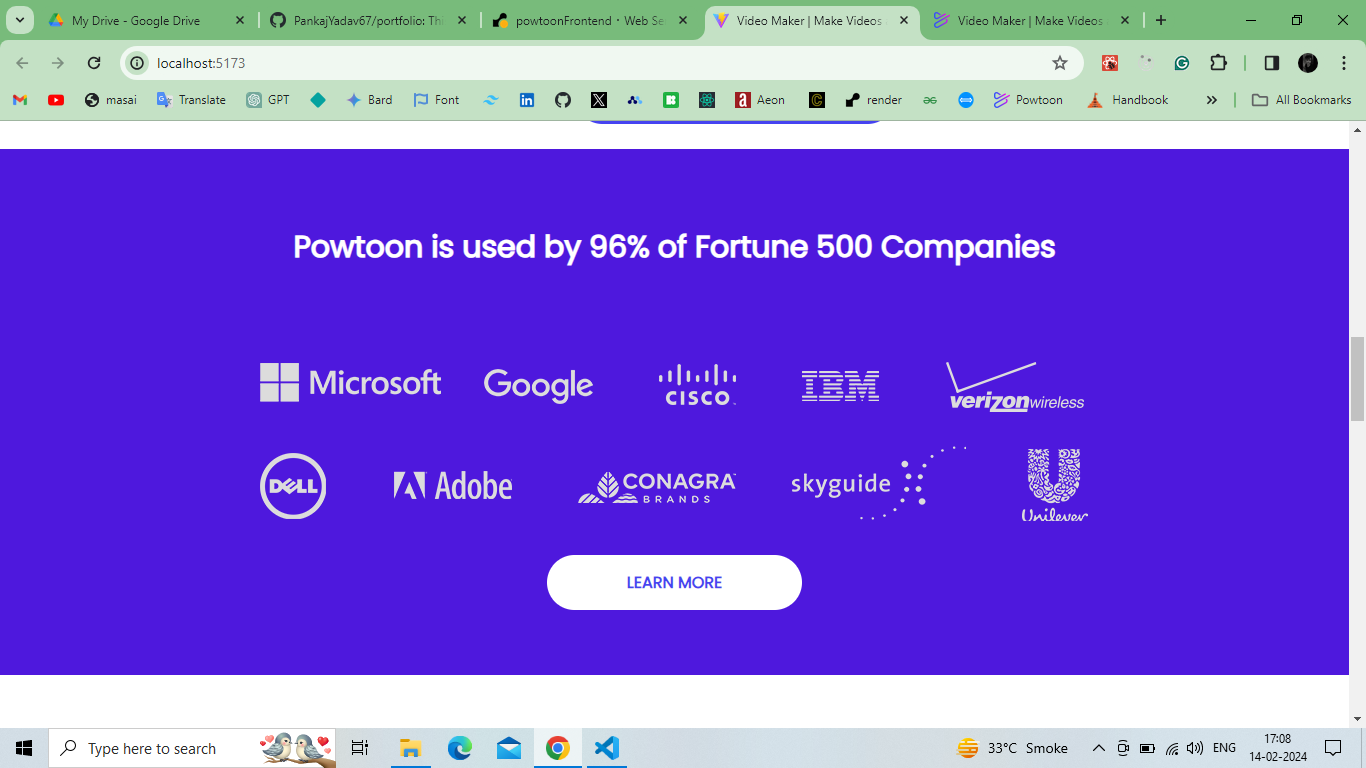 My Drive - Google Drive
PankajYadav67/portfolio: Thi
powtoonFrontend · Web Se
Video Maker | Make Videos
Video Maker | Make Videos
localhost:5173
masai
Translate
GPT
Bard
Font
Aeon
render
Powtoon
Handbook
All Bookmarks
Powtoon is used by 96% of Fortune 500 Companies
Microsoft
Google
CISCO
IBM
verizonwireless
DELL
Adobe
CONAGRA
BRANDS
skyguide
Unilever
LEARN MORE
Type here to search
33°C Smoke
ENG
17:08
14-02-2024